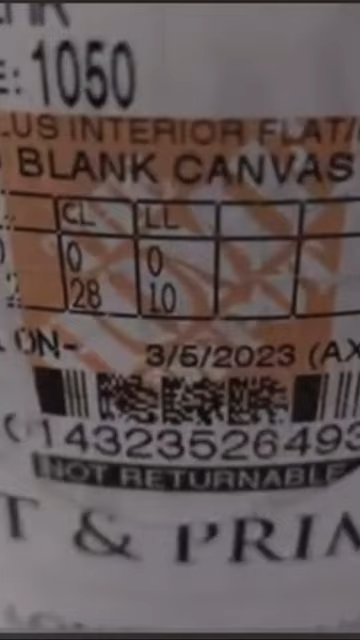 : 1050
LUS INTERIOR FLAT/
BLANK CANVAS
CL LL
0 0
28 10
ON- 3/5/2023 (AX
14323526493
NOT RETURNABLE
T & PRIM